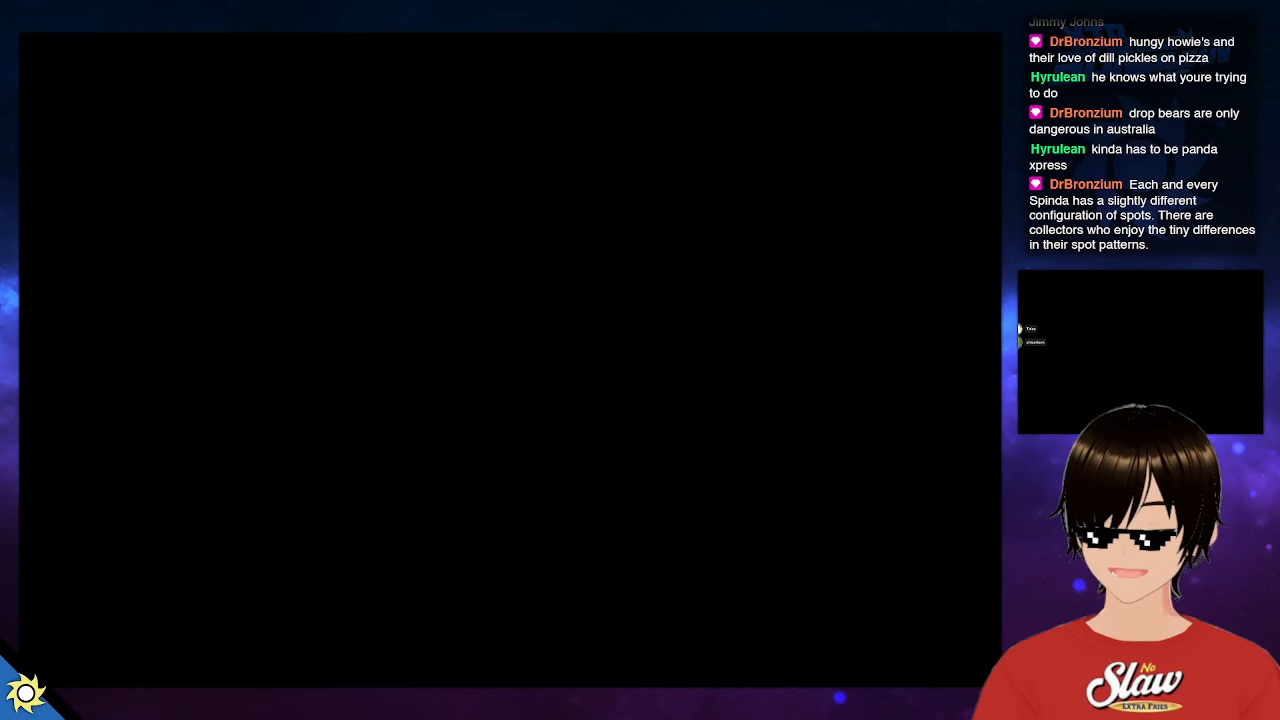 Jimmy Johns
DrBronzium hungy howie's and
their love of dill pickles on pizza
Hyrulean he knows what youre trying
to do
DrBronzium drop bears are only
dangerous in australia
Hyrulean kinda has to be panda
xpress
DrBronzium Each and every
Spinda has a slightly different
configuration of spots. There are
collectors who enjoy the tiny differences
in their spot patterns.
No
Slaw
EXTRA FRIES